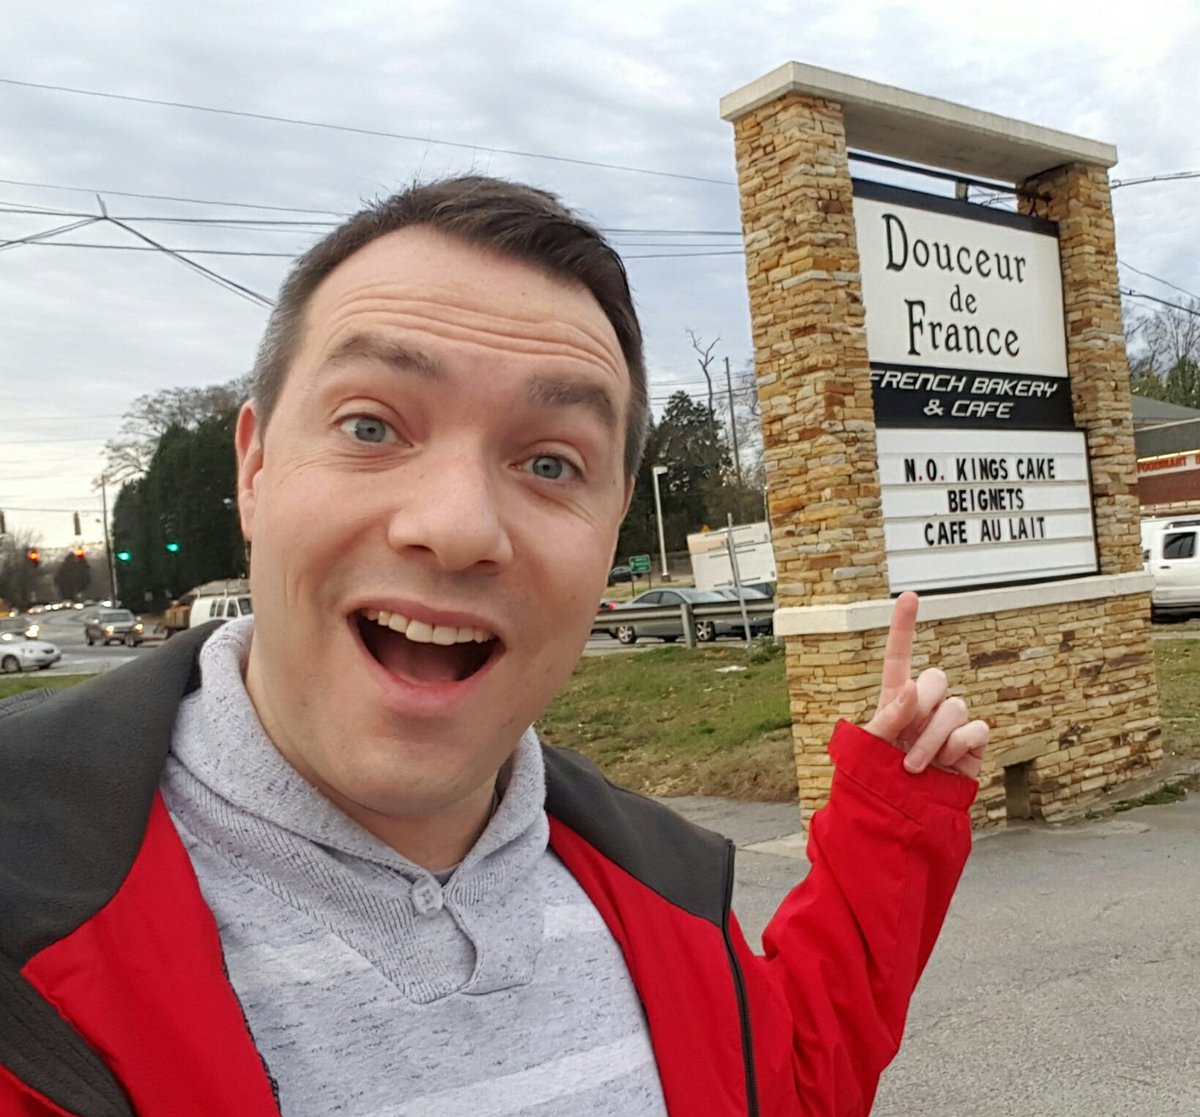 Douceur
de
France
FRENCH BAKERY
& CAFE
N.O. KINGS CAKE
BEIGNETS
CAFE AU LAIT
FOODMART